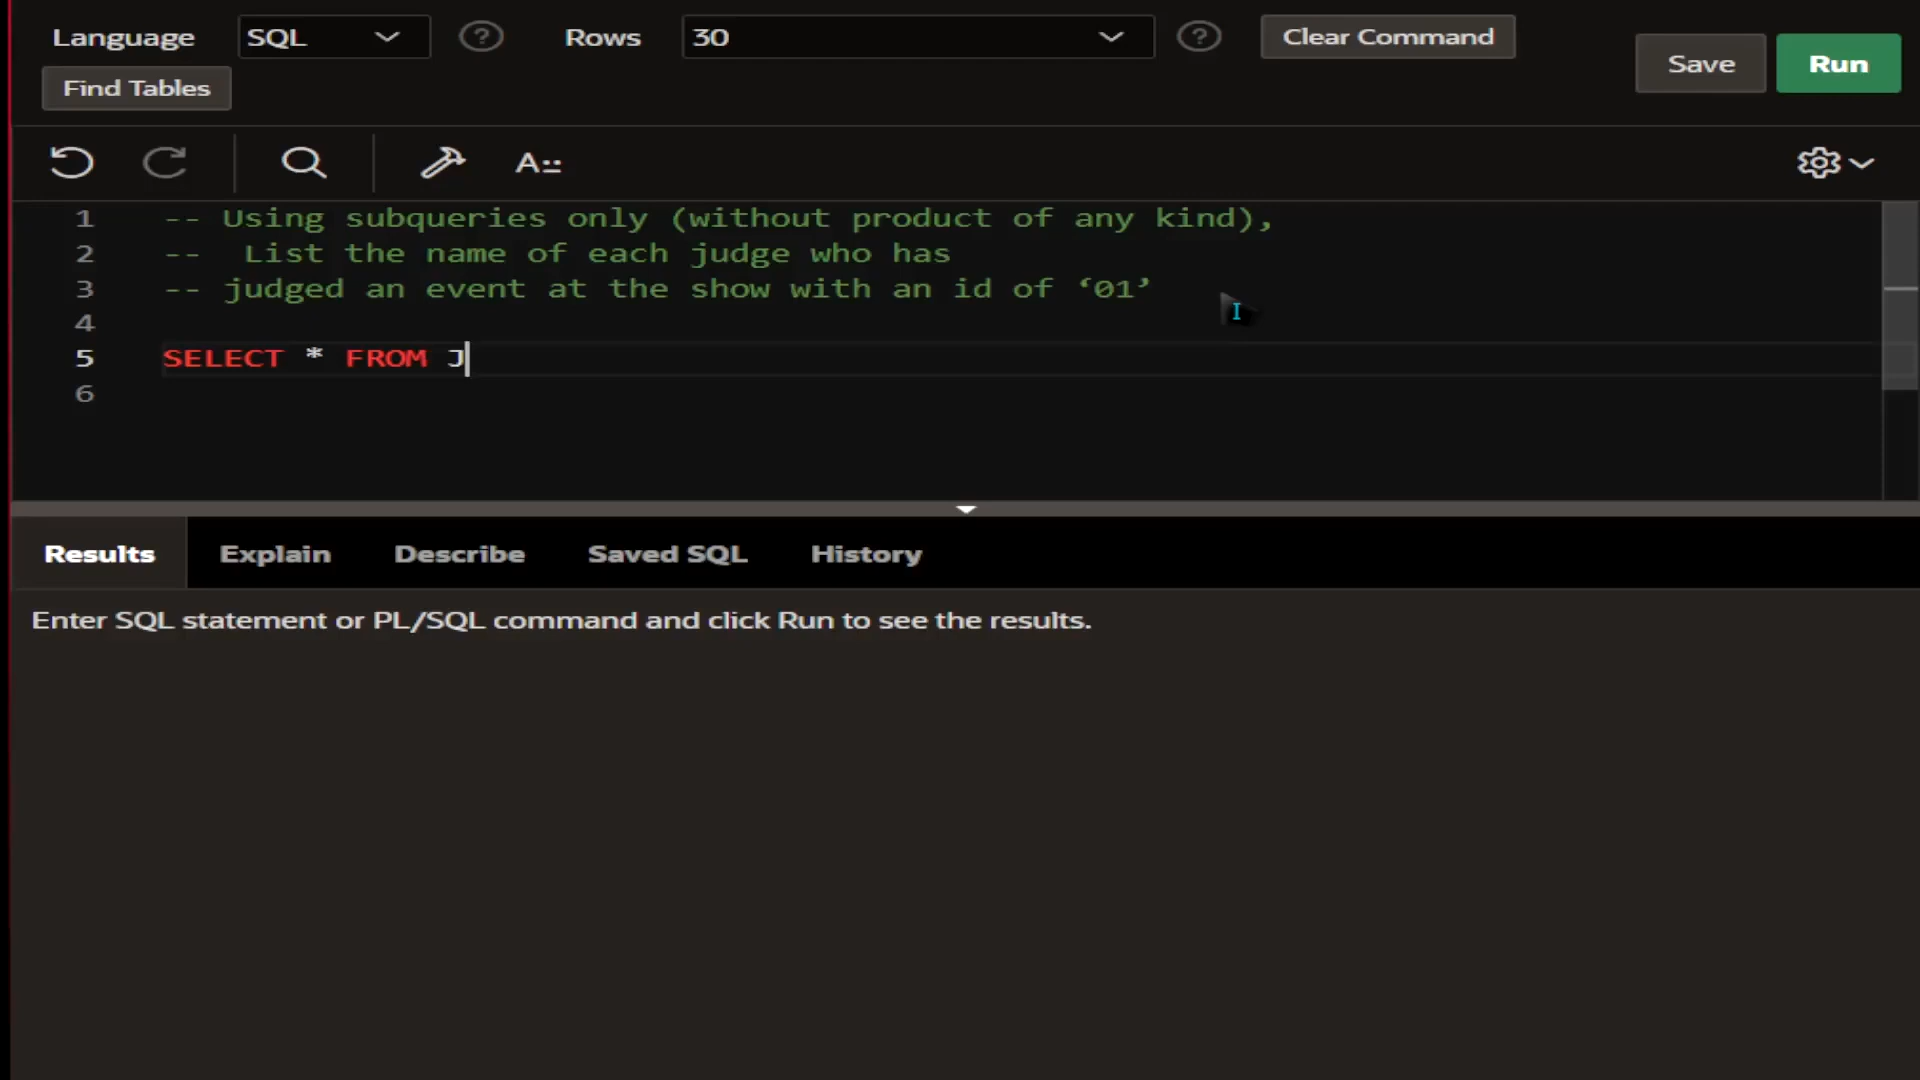 Language SQL ? Rows 30 ? Clear Command Save Run
Find Tables
A::
1 -- Using subqueries only (without product of any kind),
2 --  List the name of each judge who has
3 -- judged an event at the show with an id of ‘01’
4
5 SELECT * FROM J
6
Results Explain Describe Saved SQL History
Enter SQL statement or PL/SQL command and click Run to see the results.